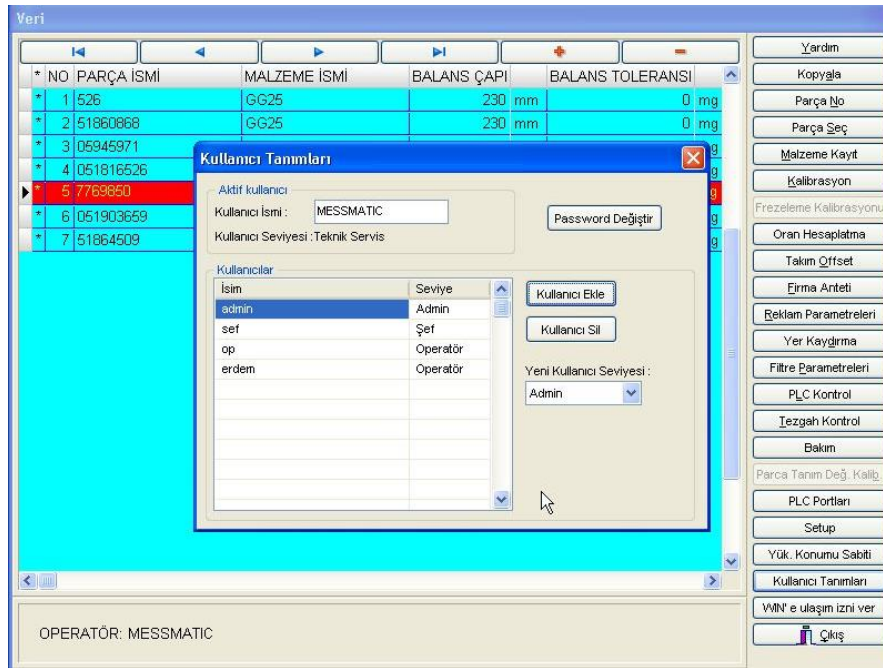 Veri
* NO PARÇA İSMİ MALZEME İSMİ BALANS ÇAPI BALANS TOLERANSI
* 1 526 GG25 230 mm 0 mg
* 2 51860868 GG25 230 mm 0 mg
* 3 05945971 g
* 4 051816526 g
* 5 7769850 g
* 6 051903659 g
* 7 51864509 g
Kullanıcı Tanımları
Aktif kullanıcı
Kullanıcı İsmi : MESSMATIC
Kullanıcı Seviyesi : Teknik Servis
Password Değiştir
Kullanıcılar
İsim Seviye
admin Admin
sef Şef
op Operatör
erdem Operatör
Kullanıcı Ekle
Kullanıcı Sil
Yeni Kullanıcı Seviyesi :
Admin
OPERATÖR: MESSMATIC
Yardım
Kopyala
Parça No
Parça Seç
Malzeme Kayıt
Kalibrasyon
Frezeleme Kalibrasyonu
Oran Hesaplatma
Takım Offset
Firma Anteti
Reklam Parametreleri
Yer Kaydırma
Filtre Parametreleri
PLC Kontrol
Tezgah Kontrol
Bakım
Parca Tanım Değ. Kalib.
PLC Portları
Setup
Yük. Konumu Sabiti
Kullanıcı Tanımları
WIN' e ulaşım izni ver
Çıkış